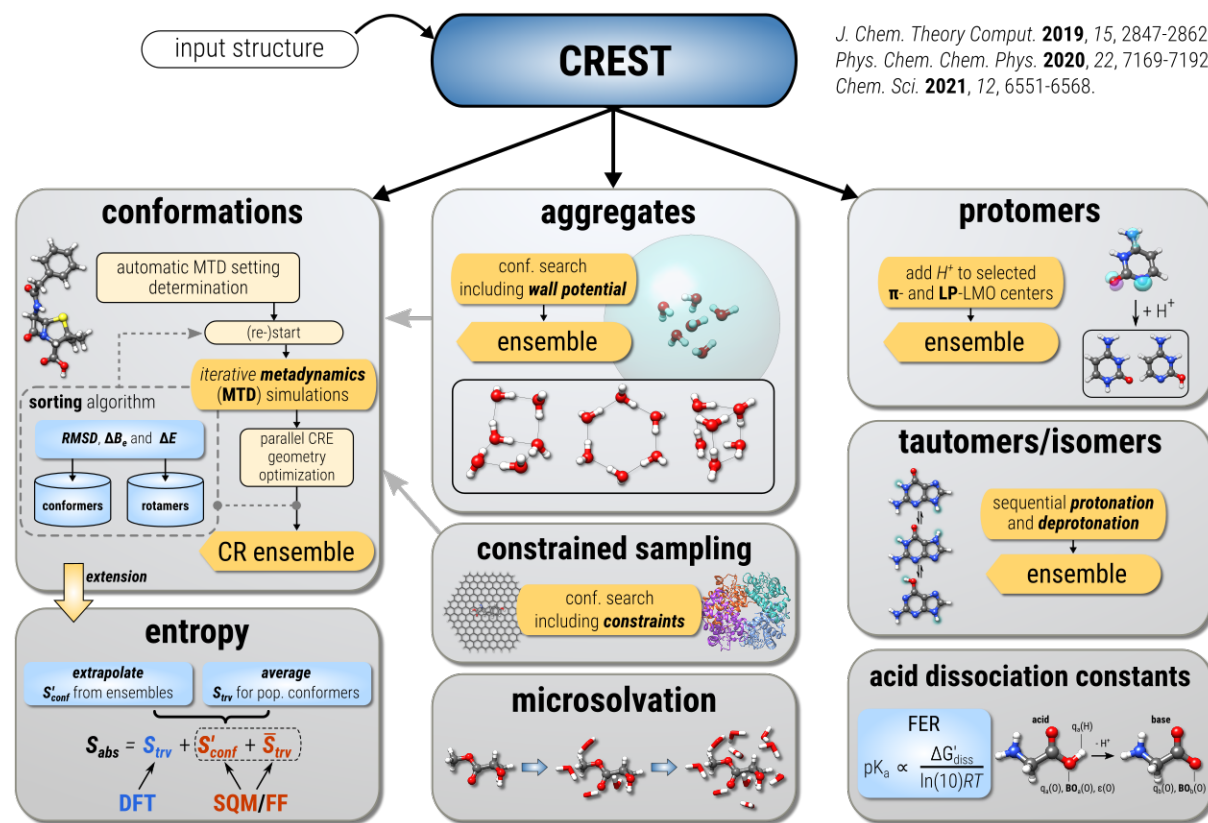 input structure
CREST
J. Chem. Theory Comput. 2019, 15, 2847-2862
Phys. Chem. Chem. Phys. 2020, 22, 7169-7192
Chem. Sci. 2021, 12, 6551-6568.
conformations
automatic MTD setting
determination
(re-)start
iterative metadynamics
(MTD) simulations
sorting algorithm
RMSD, ΔBₑ and ΔE
conformers
rotamers
parallel CRE
geometry
optimization
CR ensemble
extension
entropy
extrapolate
S'conf from ensembles
average
Strv for pop. conformers
Sabs = Strv + S'conf + S̅trv
DFT
SQM/FF
aggregates
conf. search
including wall potential
ensemble
constrained sampling
conf. search
including constraints
microsolvation
protomers
add H⁺ to selected
π- and LP-LMO centers
ensemble
+ H⁺
tautomers/isomers
sequential protonation
and deprotonation
ensemble
acid dissociation constants
FER
pKa ∝ ΔG'diss / ln(10)RT
acid
qa(H)
- H⁺
base
qa(O), BOa(O), ε(O)
qb(O), BOb(O)